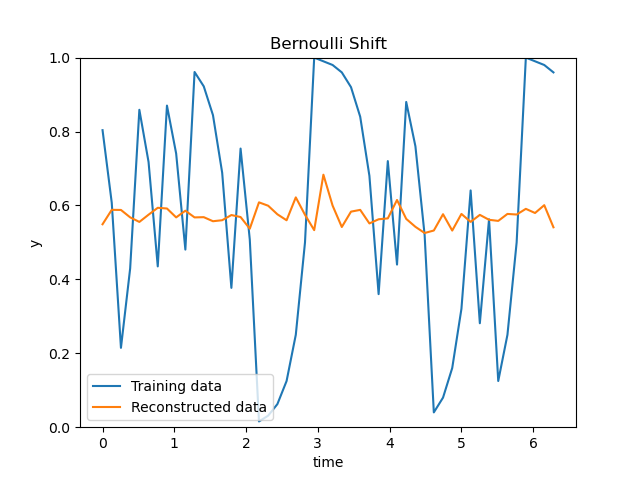 Bernoulli Shift
1.0
0.8
0.6
0.4
0.2
0.0
y
Training data
Reconstructed data
0 1 2 3 4 5 6
time